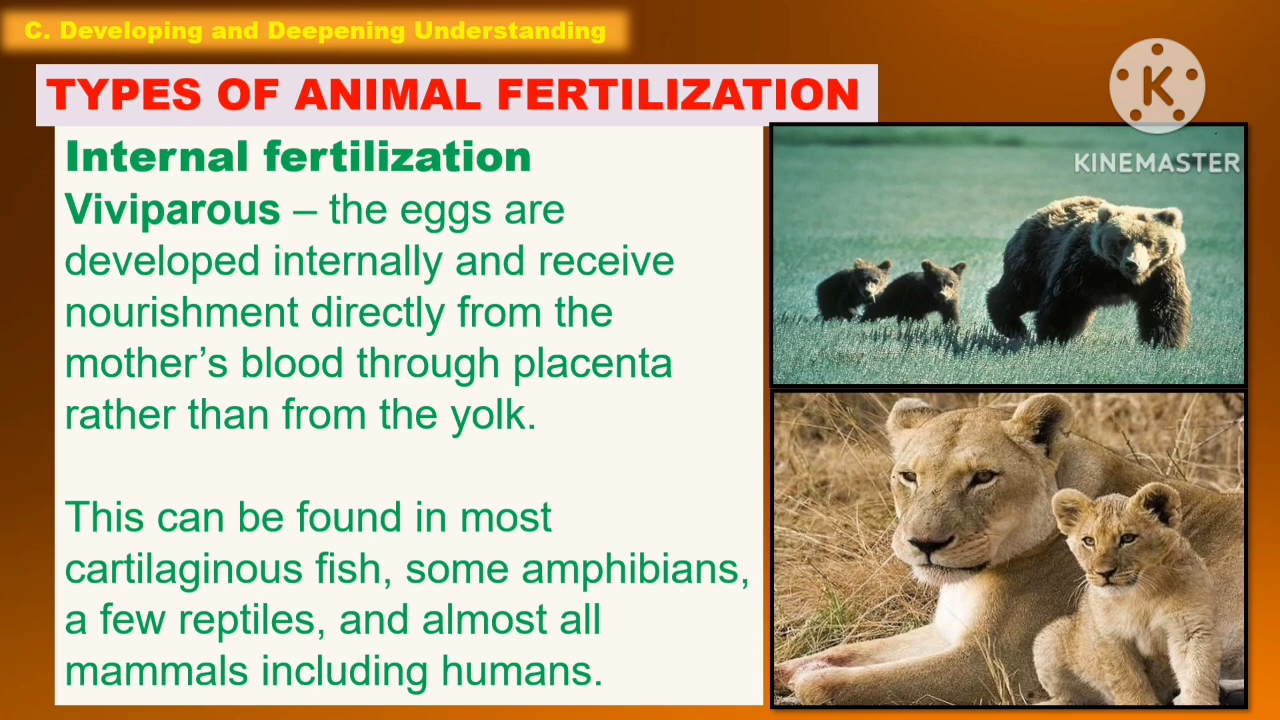 C. Developing and Deepening Understanding
TYPES OF ANIMAL FERTILIZATION
Internal fertilization
Viviparous – the eggs are
developed internally and receive
nourishment directly from the
mother’s blood through placenta
rather than from the yolk.
This can be found in most
cartilaginous fish, some amphibians,
a few reptiles, and almost all
mammals including humans.
K
KINEMASTER